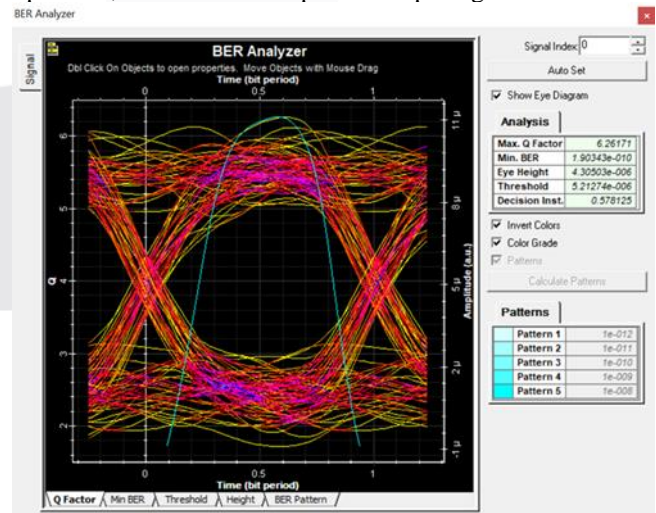 BER Analyzer
Signal
BER Analyzer
Dbl Click On Objects to open properties. Move Objects with Mouse Drag
Time (bit period)
0 0.5 1
6
5
4
3
2
Q
11 µ
8 µ
5 µ
2 µ
-1 µ
Amplitude (a.u.)
0 0.5 1
Time (bit period)
Q Factor Min BER Threshold Height BER Pattern
Signal Index: 0
Auto Set
Show Eye Diagram
Analysis
Max. Q Factor 6.26171
Min. BER 1.90343e-010
Eye Height 4.30503e-006
Threshold 5.21274e-006
Decision Inst. 0.578125
Invert Colors
Color Grade
Patterns
Calculate Patterns
Patterns
Pattern 1 1e-012
Pattern 2 1e-011
Pattern 3 1e-010
Pattern 4 1e-009
Pattern 5 1e-008